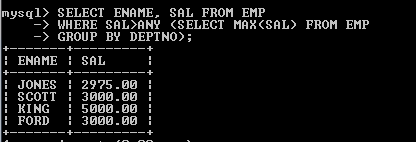 mysql> SELECT ENAME, SAL FROM EMP
    -> WHERE SAL>ANY (SELECT MAX(SAL) FROM EMP
    -> GROUP BY DEPTNO);
+-------+---------+
| ENAME | SAL     |
+-------+---------+
| JONES | 2975.00 |
| SCOTT | 3000.00 |
| KING  | 5000.00 |
| FORD  | 3000.00 |
+-------+---------+